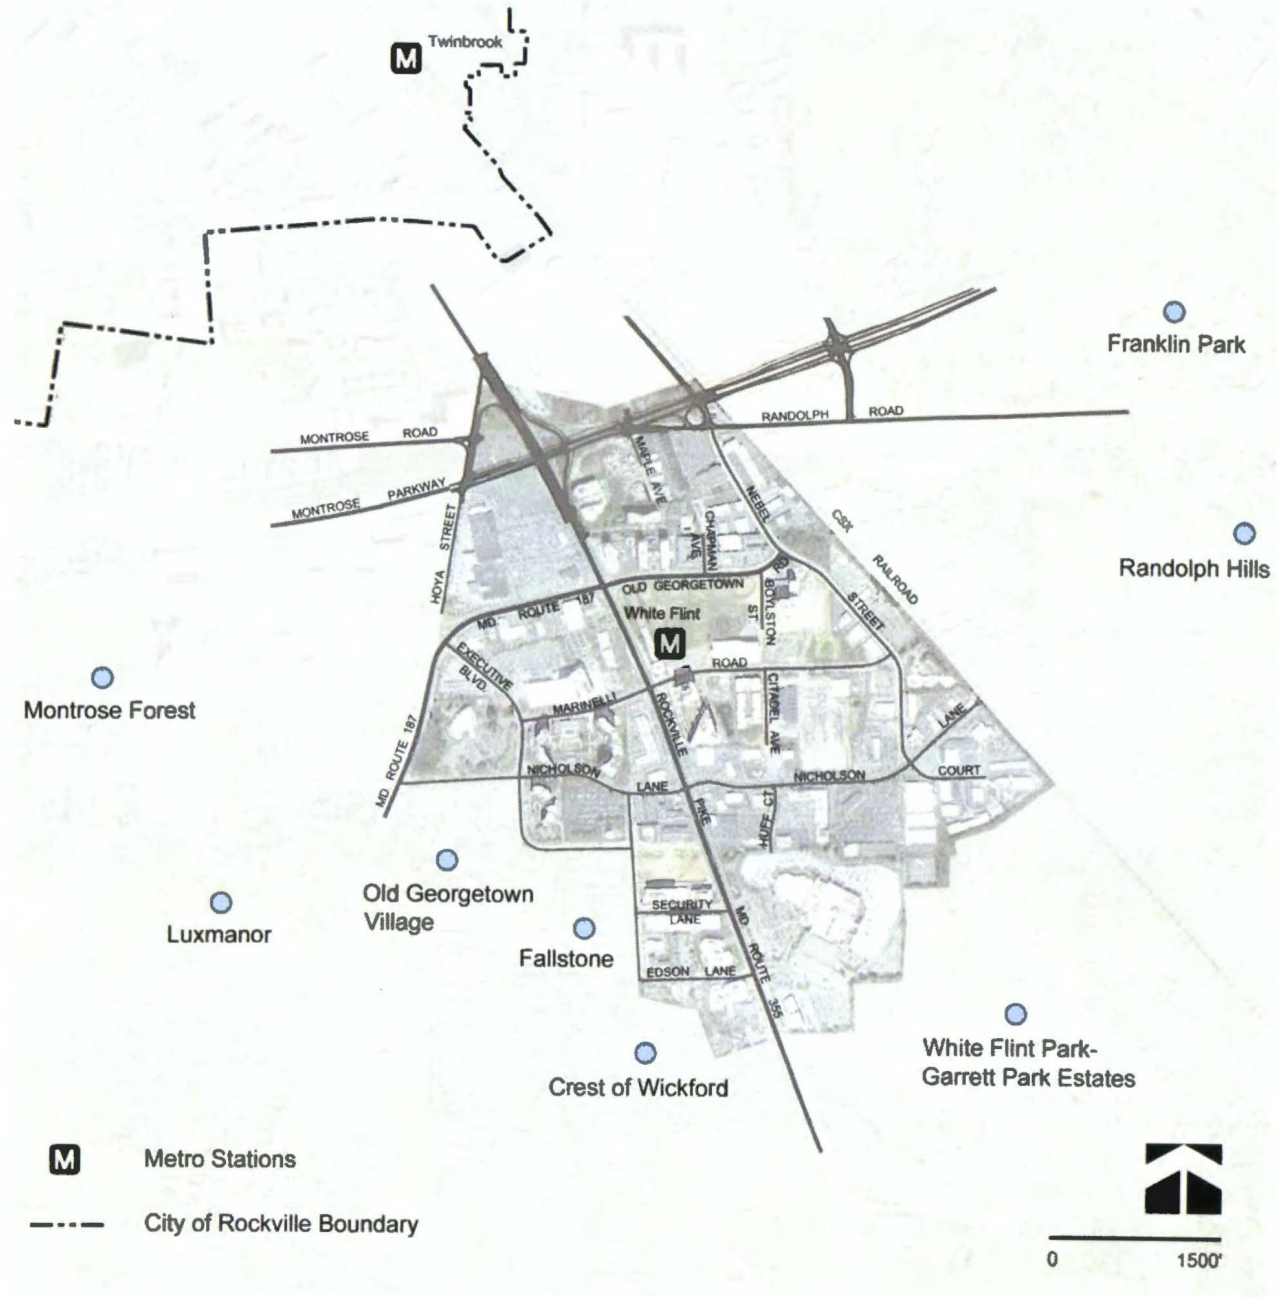 M Twinbrook
Franklin Park
RANDOLPH ROAD
MONTROSE ROAD
MAPLE AVE
MONTROSE PARKWAY
NEBEL
STREET
HOYA STREET
CHAPMAN
AVE
CSX RAILROAD
Randolph Hills
OLD GEORGETOWN
RD
MD. ROUTE 187
BOYLSTON
ST
White Flint
M
EXECUTIVE
BLVD.
ROAD
MARINELLI
Montrose Forest
ROCKVILLE
PIKE
CITADEL AVE
LANE
MD ROUTE 187
NICHOLSON
LANE
NICHOLSON
COURT
HUFF CT
Old Georgetown
Village
Luxmanor
SECURITY
LANE
MD ROUTE 355
Fallstone
EDSON LANE
White Flint Park-
Garrett Park Estates
Crest of Wickford
M Metro Stations
City of Rockville Boundary
0 1500'